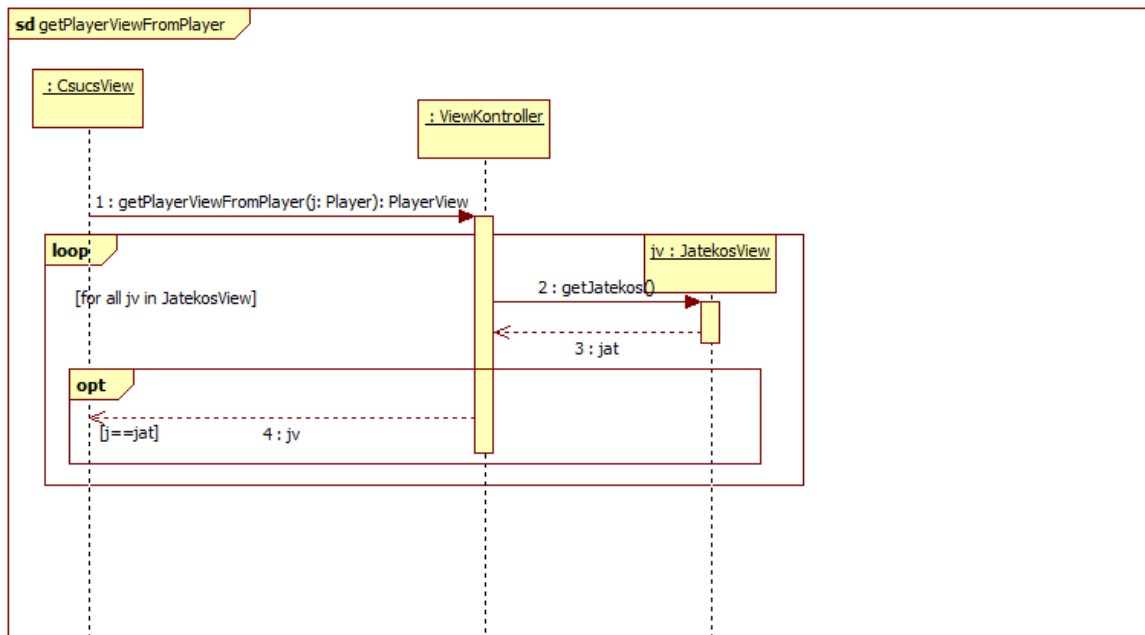 sd getPlayerViewFromPlayer
: CsucsView
: ViewKontroller
1 : getPlayerViewFromPlayer(j: Player): PlayerView
loop
jv : JatekosView
[for all jv in JatekosView]
2 : getJatekos()
3 : jat
opt
[j==jat]
4 : jv